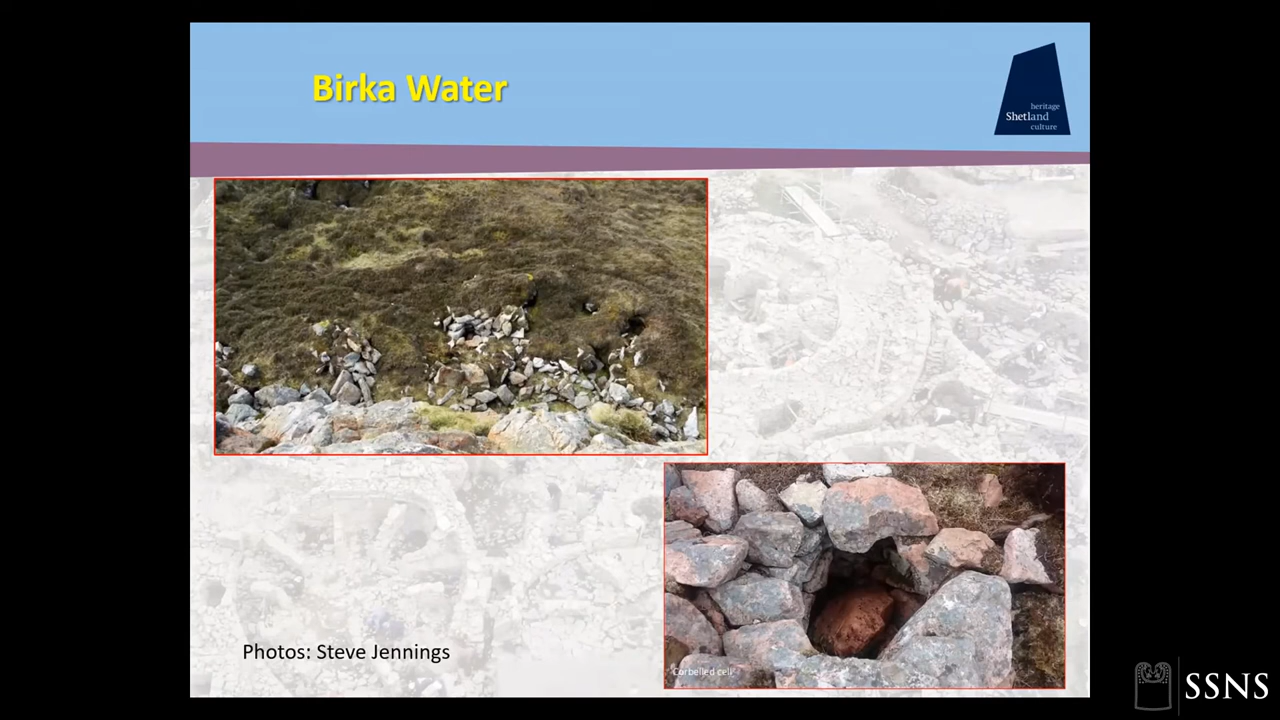 Birka Water
heritage
Shetland
culture
Corbelled cell
Photos: Steve Jennings
SSNS